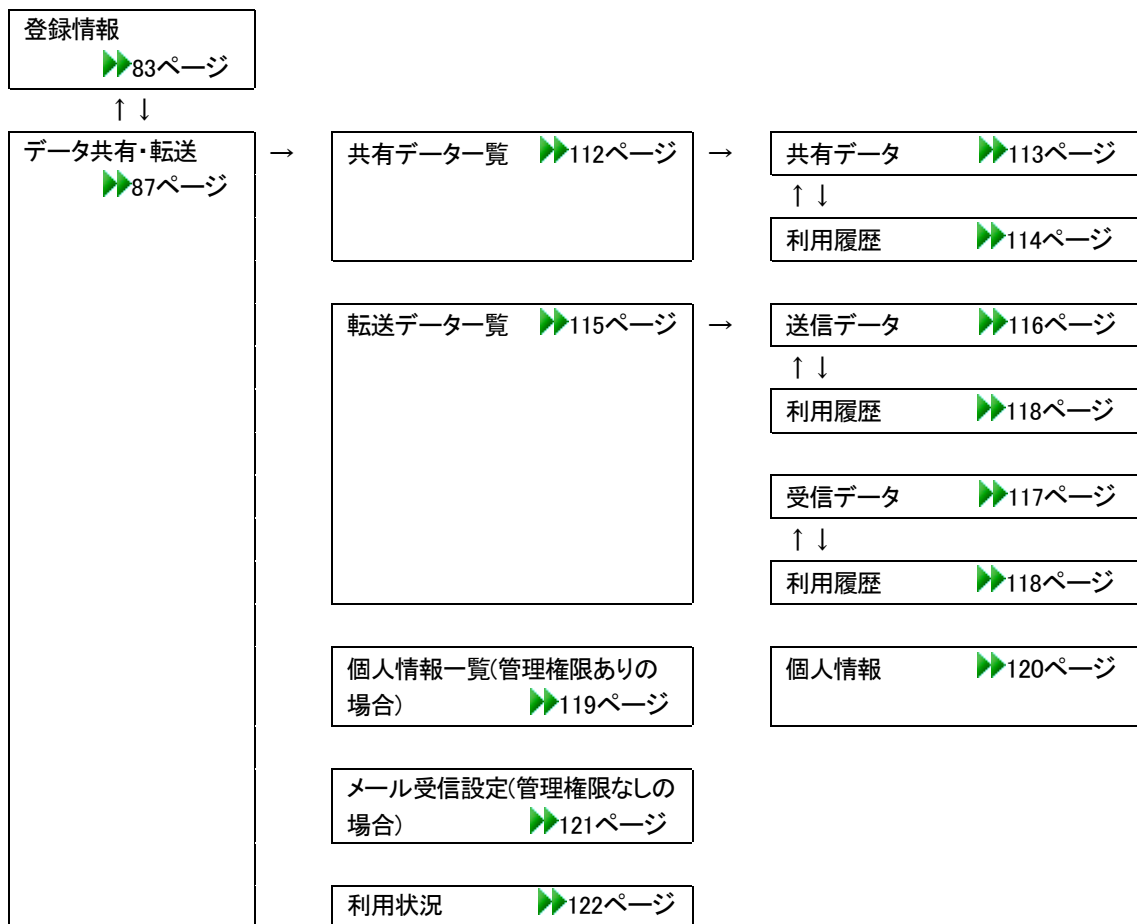 登録情報
83ページ
↑↓
データ共有・転送 → 共有データ一覧 112ページ → 共有データ 113ページ
87ページ
↑↓
利用履歴 114ページ
転送データ一覧 115ページ → 送信データ 116ページ
↑↓
利用履歴 118ページ
受信データ 117ページ
↑↓
利用履歴 118ページ
個人情報一覧(管理権限ありの
場合) 119ページ
個人情報 120ページ
メール受信設定(管理権限なしの
場合) 121ページ
利用状況 122ページ